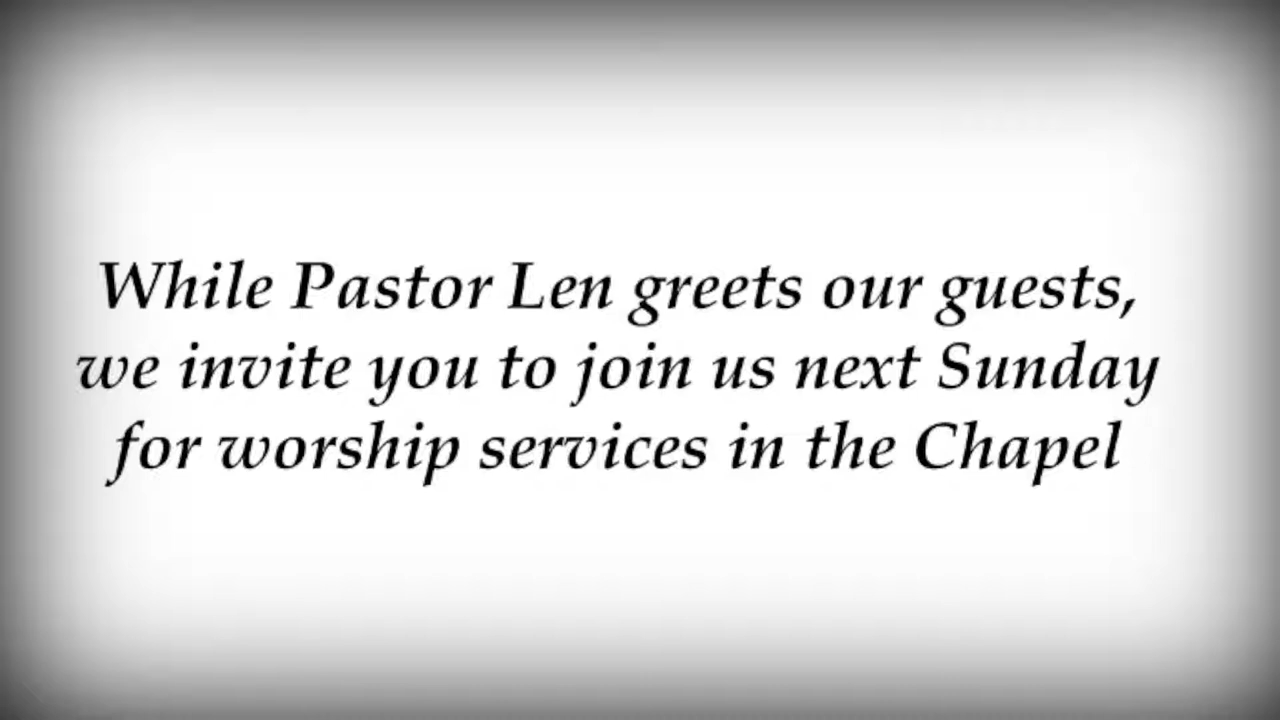 While Pastor Len greets our guests,
we invite you to join us next Sunday
for worship services in the Chapel